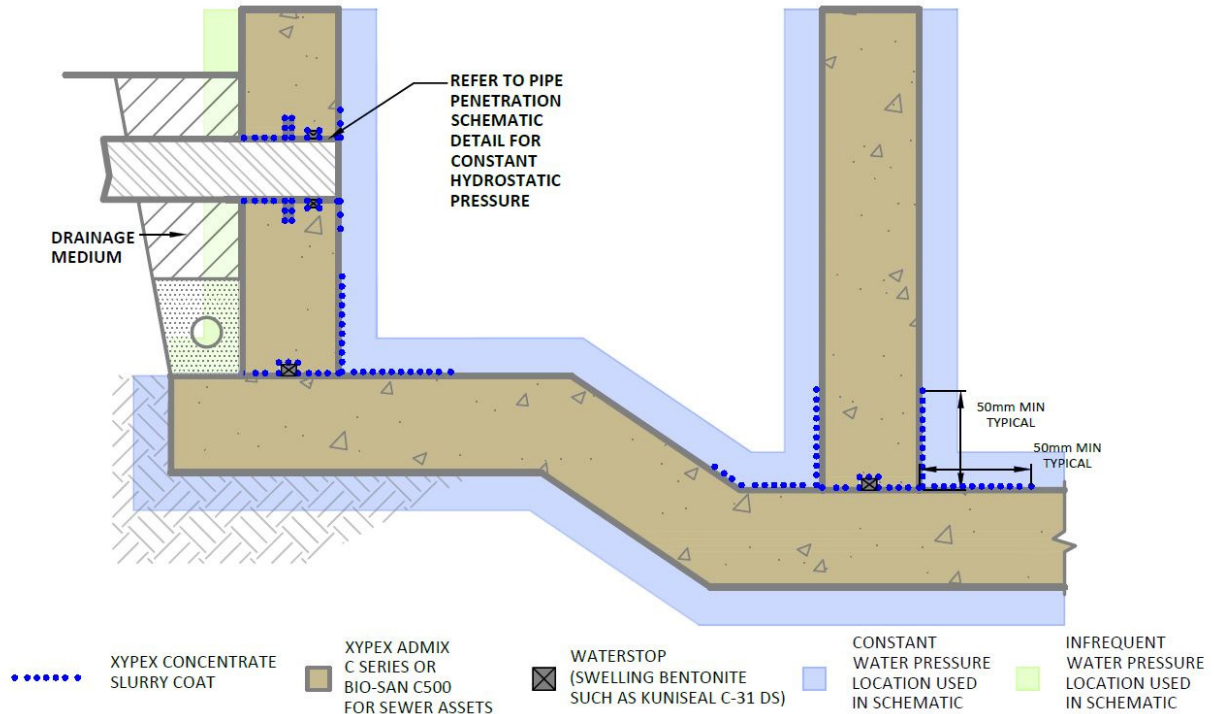 REFER TO PIPE
PENETRATION
SCHEMATIC
DETAIL FOR
CONSTANT
HYDROSTATIC
PRESSURE
DRAINAGE
MEDIUM
50mm MIN
TYPICAL
50mm MIN
TYPICAL
XYPEX CONCENTRATE
SLURRY COAT
XYPEX ADMIX
C SERIES OR
BIO-SAN C500
FOR SEWER ASSETS
WATERSTOP
(SWELLING BENTONITE
SUCH AS KUNISEAL C-31 DS)
CONSTANT
WATER PRESSURE
LOCATION USED
IN SCHEMATIC
INFREQUENT
WATER PRESSURE
LOCATION USED
IN SCHEMATIC